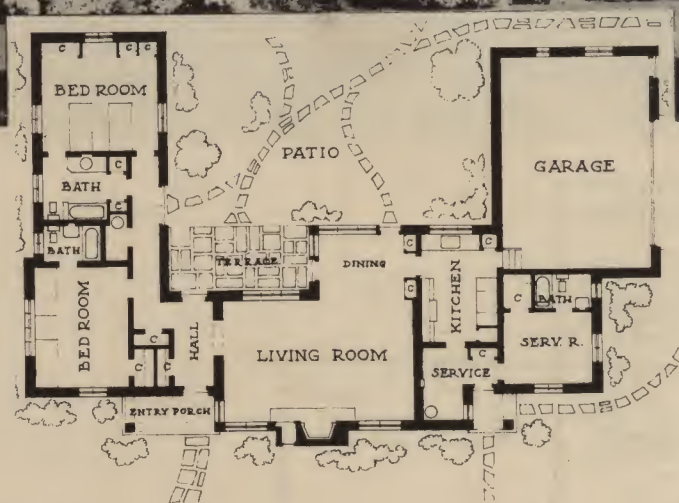 C
C
C
BED ROOM
C
BATH
C
BATH
BED ROOM
C
C
C
HALL
ENTRY PORCH
PATIO
TERRACE
DINING
LIVING ROOM
C
C
C
KITCHEN
SERVICE
C
GARAGE
C
BATH
SERV. R.